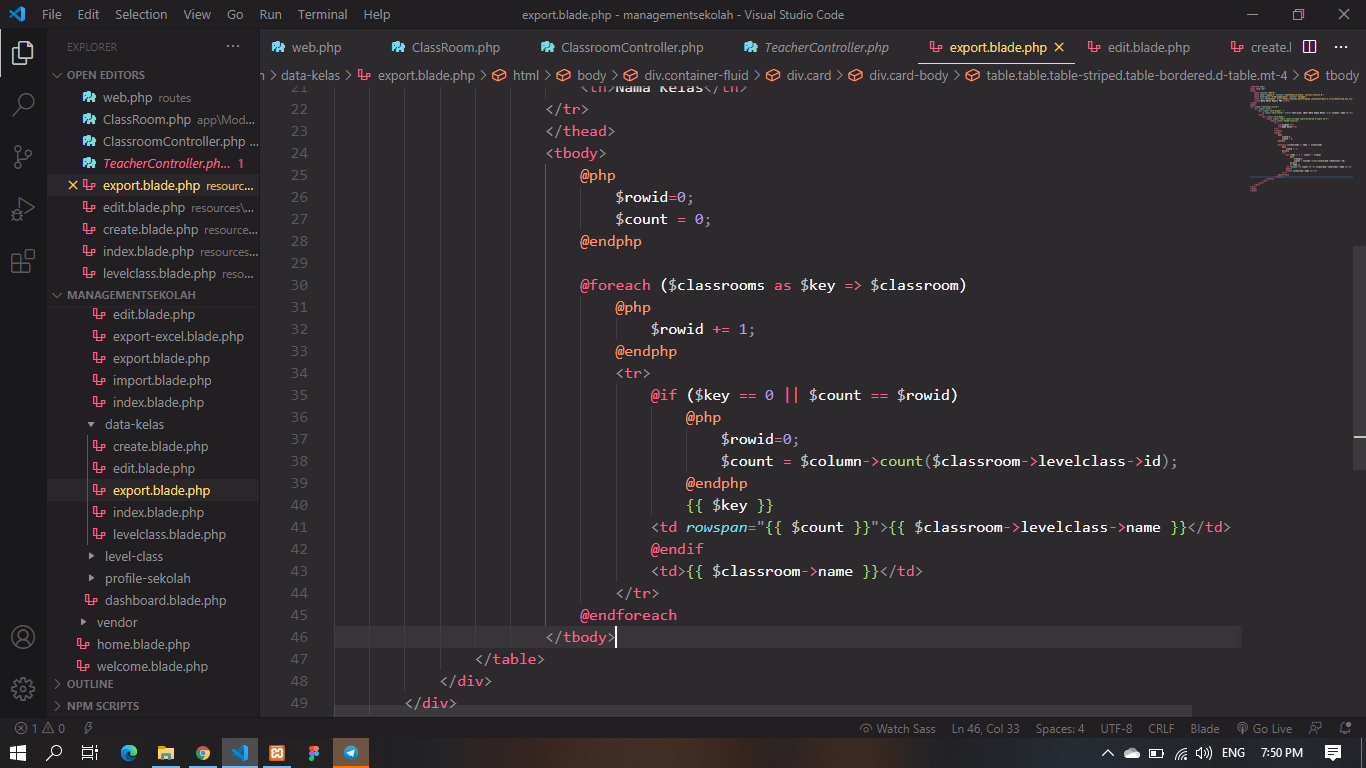 File Edit Selection View Go Run Terminal Help export.blade.php - managementsekolah - Visual Studio Code
EXPLORER ···
web.php ClassRoom.php ClassroomController.php TeacherController.php export.blade.php edit.blade.php create.l ···
data-kelas > export.blade.php > html > body > div.container-fluid > div.card > div.card-body > table.table.table-striped.table-bordered.d-table.mt-4 > tbody
OPEN EDITORS
web.php routes
ClassRoom.php app\Mod...
ClassroomController.php ...
TeacherController.ph... 1
export.blade.php resourc...
edit.blade.php resources\...
create.blade.php resource...
index.blade.php resources...
levelclass.blade.php reso...
MANAGEMENTSEKOLAH
edit.blade.php
export-excel.blade.php
export.blade.php
import.blade.php
index.blade.php
data-kelas
create.blade.php
edit.blade.php
export.blade.php
index.blade.php
levelclass.blade.php
level-class
profile-sekolah
dashboard.blade.php
vendor
home.blade.php
welcome.blade.php
OUTLINE
NPM SCRIPTS
21 <th>Nama Kelas</th>
22 </tr>
23 </thead>
24 <tbody>
25 @php
26 $rowid=0;
27 $count = 0;
28 @endphp
29
30 @foreach ($classrooms as $key => $classroom)
31 @php
32 $rowid += 1;
33 @endphp
34 <tr>
35 @if ($key == 0 || $count == $rowid)
36 @php
37 $rowid=0;
38 $count = $column->count($classroom->levelclass->id);
39 @endphp
40 {{ $key }}
41 <td rowspan="{{ $count }}">{{ $classroom->levelclass->name }}</td>
42 @endif
43 <td>{{ $classroom->name }}</td>
44 </tr>
45 @endforeach
46 </tbody>
47 </table>
48 </div>
49 </div>
1 0 Watch Sass Ln 46, Col 33 Spaces: 4 UTF-8 CRLF Blade Go Live
ENG 7:50 PM